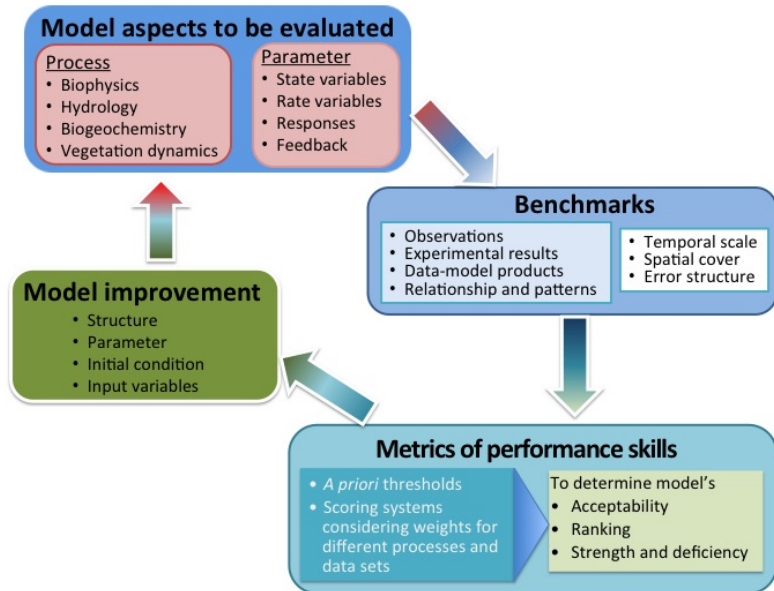 Model aspects to be evaluated
Process
• Biophysics
• Hydrology
• Biogeochemistry
• Vegetation dynamics
Parameter
• State variables
• Rate variables
• Responses
• Feedback
Benchmarks
• Observations
• Experimental results
• Data-model products
• Relationship and patterns
• Temporal scale
• Spatial cover
• Error structure
Metrics of performance skills
• A priori thresholds
• Scoring systems
considering weights for
different processes and
data sets
To determine model's
• Acceptability
• Ranking
• Strength and deficiency
Model improvement
• Structure
• Parameter
• Initial condition
• Input variables